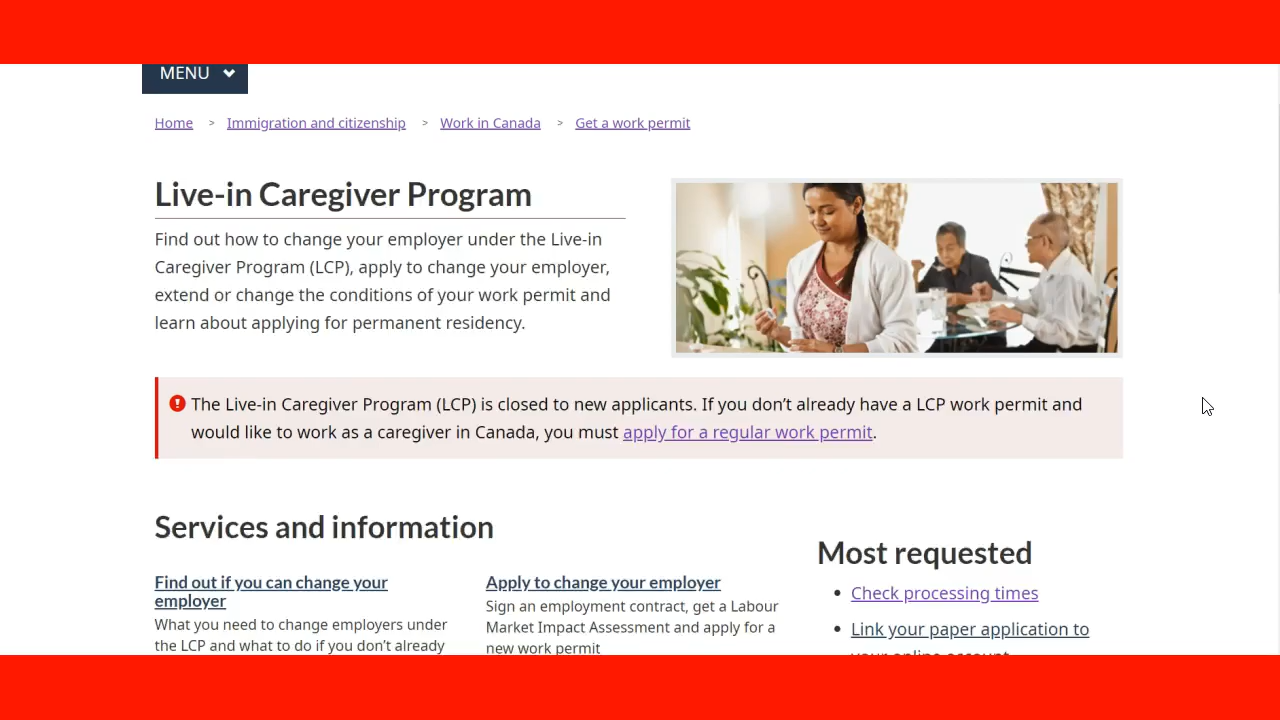 MENU
Home > Immigration and citizenship > Work in Canada > Get a work permit
Live-in Caregiver Program
Find out how to change your employer under the Live-in
Caregiver Program (LCP), apply to change your employer,
extend or change the conditions of your work permit and
learn about applying for permanent residency.
The Live-in Caregiver Program (LCP) is closed to new applicants. If you don’t already have a LCP work permit and
would like to work as a caregiver in Canada, you must apply for a regular work permit.
Services and information
Find out if you can change your
employer
What you need to change employers under
the LCP and what to do if you don’t already
Apply to change your employer
Sign an employment contract, get a Labour
Market Impact Assessment and apply for a
new work permit
Most requested
• Check processing times
• Link your paper application to
your online account